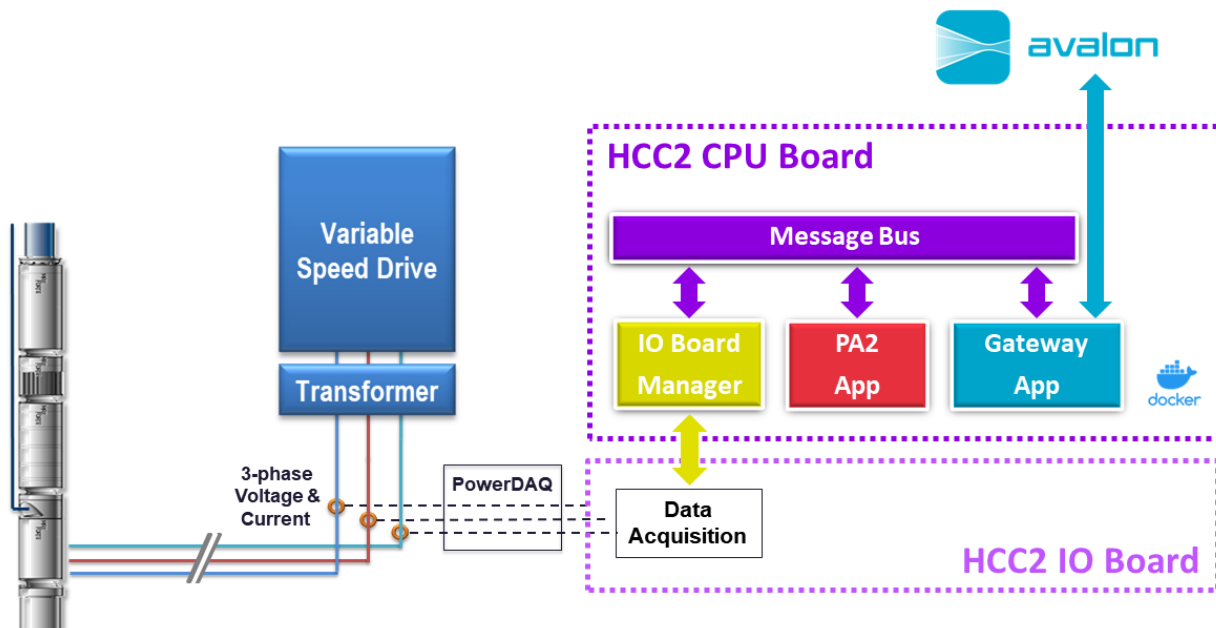 avalon
HCC2 CPU Board
Variable
Speed Drive
Message Bus
IO Board
Manager
PA2
App
Gateway
App
docker
Transformer
3-phase
Voltage &
Current
PowerDAQ
Data
Acquisition
HCC2 IO Board